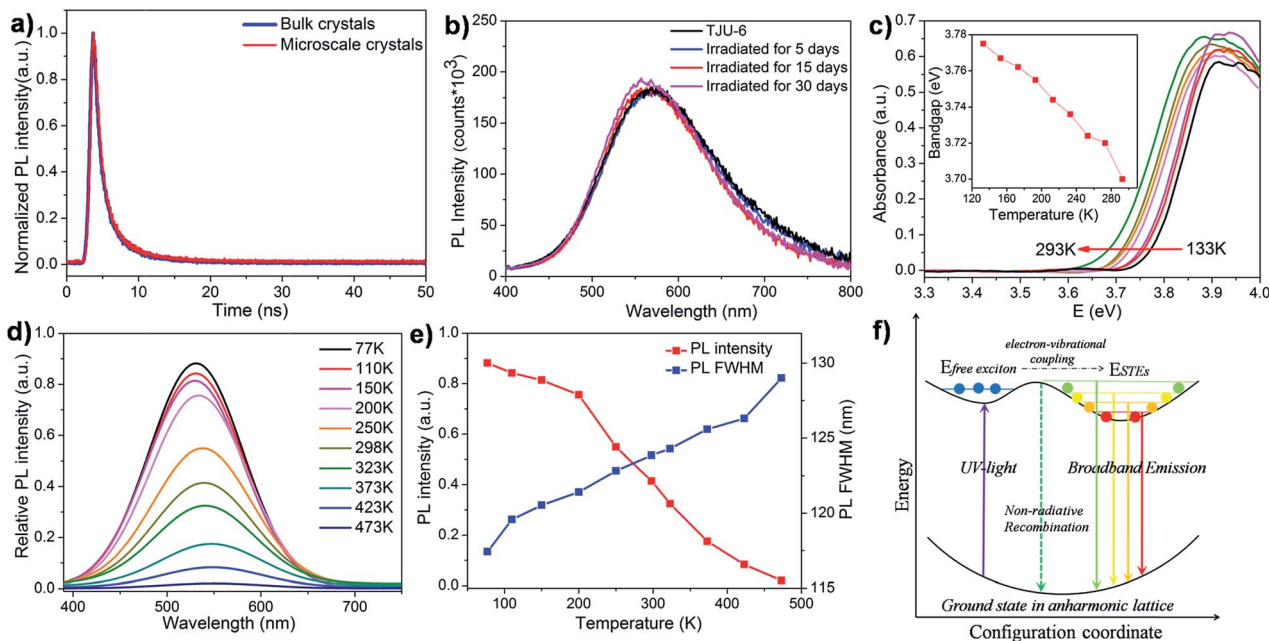 a)
Normalized PL intensity(a.u.)
1.0
0.8
0.6
0.4
0.2
0.0
Bulk crystals
Microscale crystals
0 10 20 30 40 50
Time (ns)
b)
PL Intensity (counts*10³)
250
200
150
100
50
0
TJU-6
Irradiated for 5 days
Irradiated for 15 days
Irradiated for 30 days
400 500 600 700 800
Wavelength (nm)
c)
Absorbance (a.u.)
0.7
0.6
0.5
0.4
0.3
0.2
0.1
0.0
Bandgap (eV)
3.78
3.76
3.74
3.72
3.70
120 160 200 240 280
Temperature (K)
293K
133K
3.3 3.4 3.5 3.6 3.7 3.8 3.9 4.0
E (eV)
d)
Relative PL intensity (a.u.)
1.0
0.8
0.6
0.4
0.2
0.0
77K
110K
150K
200K
250K
298K
323K
373K
423K
473K
400 500 600 700
Wavelength (nm)
e)
PL intensity (a.u.)
1.0
0.8
0.6
0.4
0.2
0.0
PL intensity
PL FWHM
130
125
120
115
PL FWHM (nm)
100 200 300 400 500
Temperature (K)
f)
electron-vibrational
coupling
Efree exciton
ESTEs
UV-light
Broadband Emission
Non-radiative
Recombination
Energy
Ground state in anharmonic lattice
Configuration coordinate